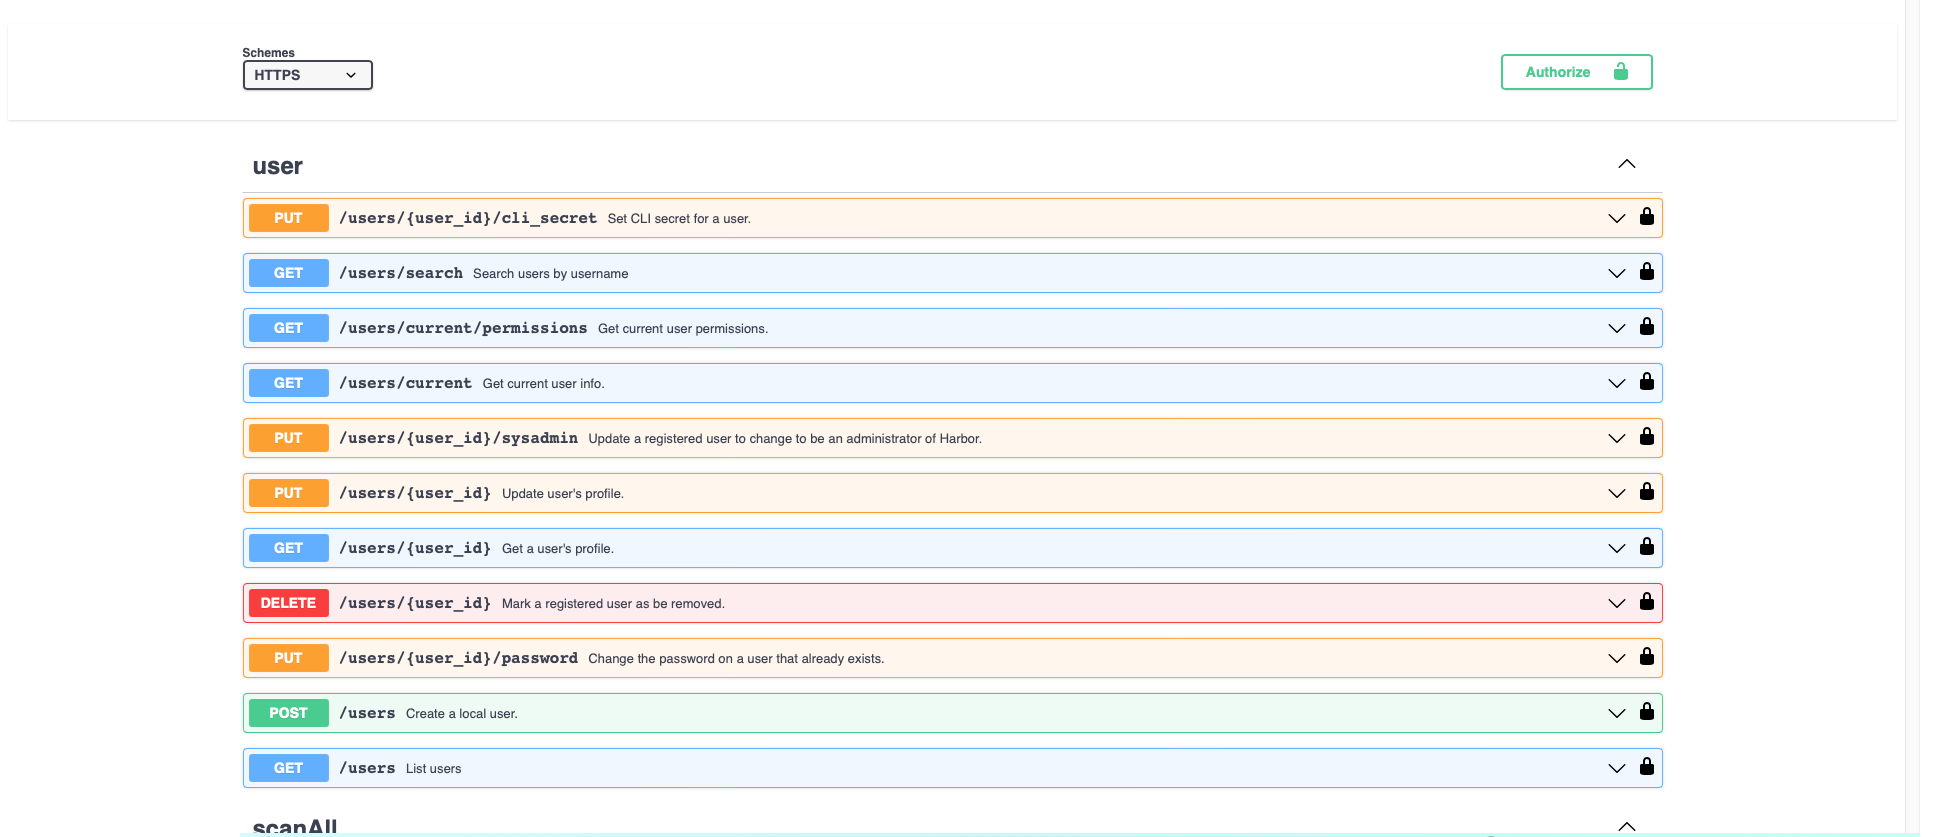 Schemes
HTTPS
Authorize
user
PUT /users/{user_id}/cli_secret Set CLI secret for a user.
GET /users/search Search users by username
GET /users/current/permissions Get current user permissions.
GET /users/current Get current user info.
PUT /users/{user_id}/sysadmin Update a registered user to change to be an administrator of Harbor.
PUT /users/{user_id} Update user's profile.
GET /users/{user_id} Get a user's profile.
DELETE /users/{user_id} Mark a registered user as be removed.
PUT /users/{user_id}/password Change the password on a user that already exists.
POST /users Create a local user.
GET /users List users
scanAll